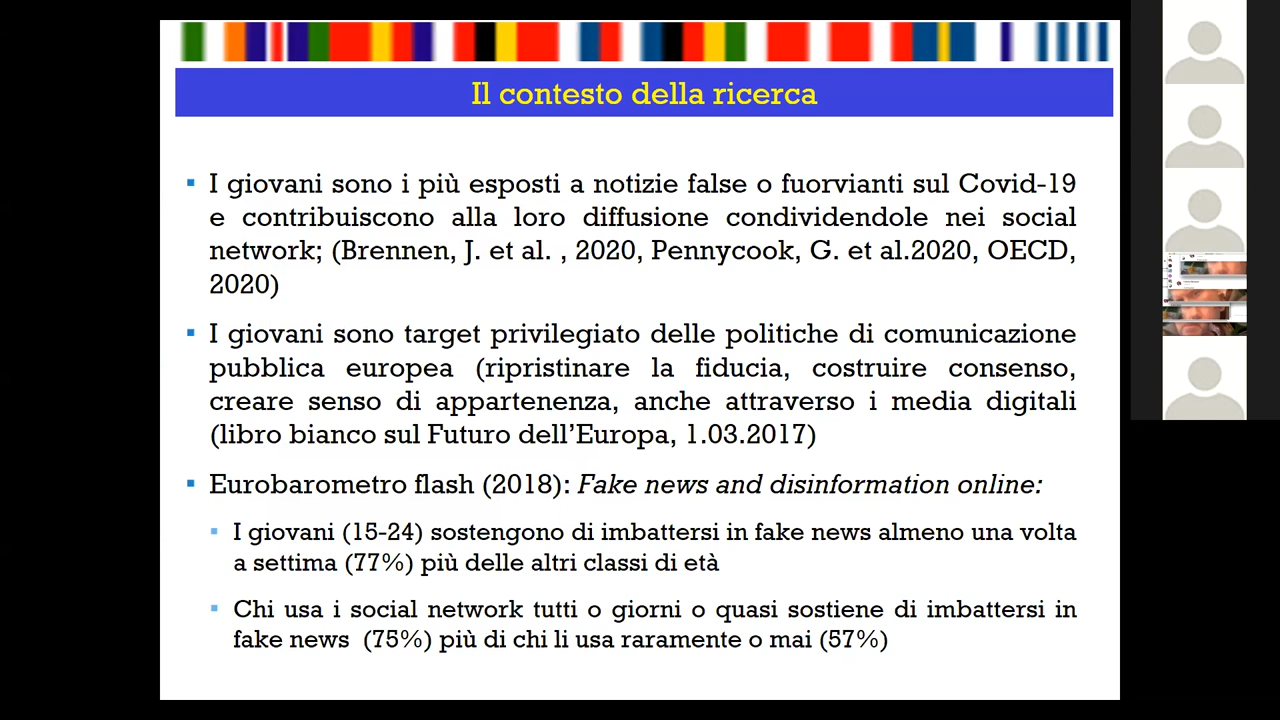 Il contesto della ricerca
I giovani sono i più esposti a notizie false o fuorvianti sul Covid-19
e contribuiscono alla loro diffusione condividendole nei social
network; (Brennen, J. et al. , 2020, Pennycook, G. et al.2020, OECD,
2020)
I giovani sono target privilegiato delle politiche di comunicazione
pubblica europea (ripristinare la fiducia, costruire consenso,
creare senso di appartenenza, anche attraverso i media digitali
(libro bianco sul Futuro dell'Europa, 1.03.2017)
Eurobarometro flash (2018): Fake news and disinformation online:
I giovani (15-24) sostengono di imbattersi in fake news almeno una volta
a settima (77%) più delle altri classi di età
Chi usa i social network tutti o giorni o quasi sostiene di imbattersi in
fake news (75%) più di chi li usa raramente o mai (57%)